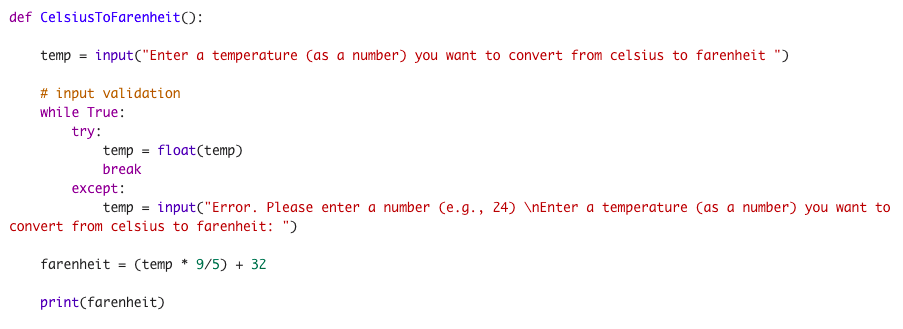 def CelsiusToFarenheit():
temp = input("Enter a temperature (as a number) you want to convert from celsius to farenheit ")
# input validation
while True:
try:
temp = float(temp)
break
except:
temp = input("Error. Please enter a number (e.g., 24) \nEnter a temperature (as a number) you want to
convert from celsius to farenheit: ")
farenheit = (temp * 9/5) + 32
print(farenheit)